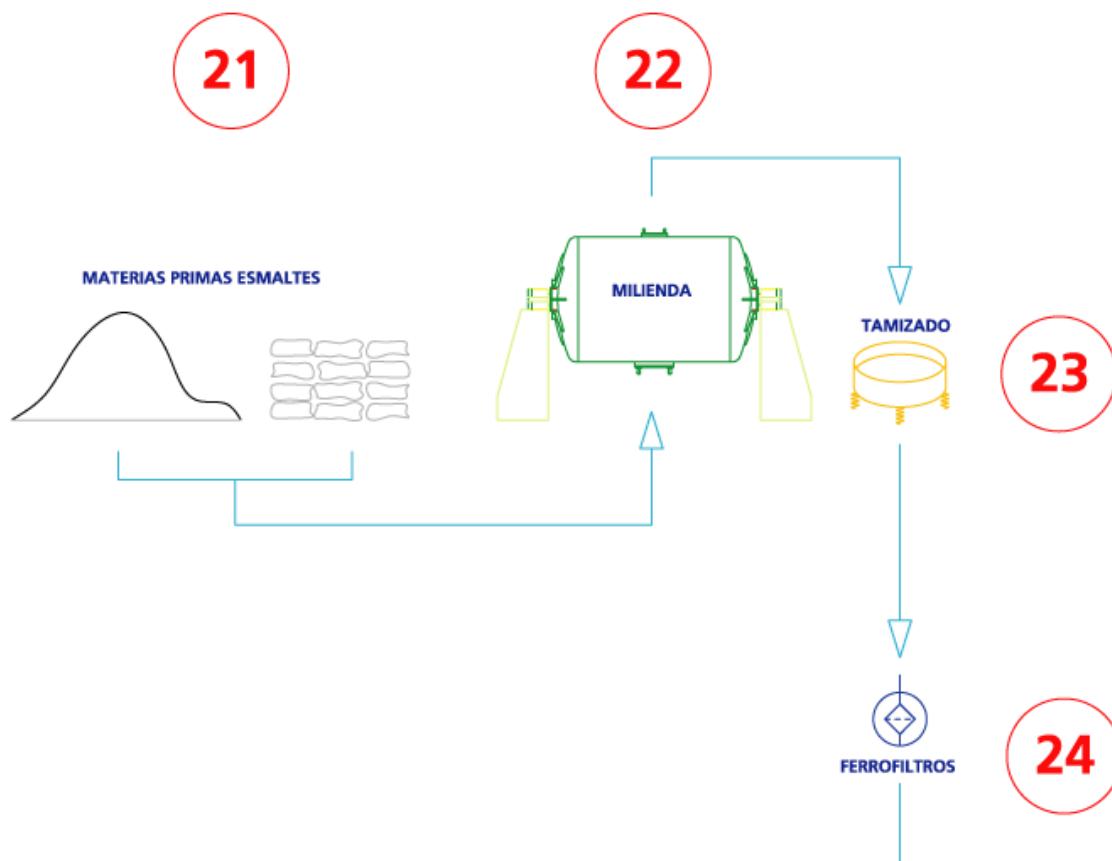 21
22
MATERIAS PRIMAS ESMALTES
MILIENDA
TAMIZADO
23
FERROFILTROS
24